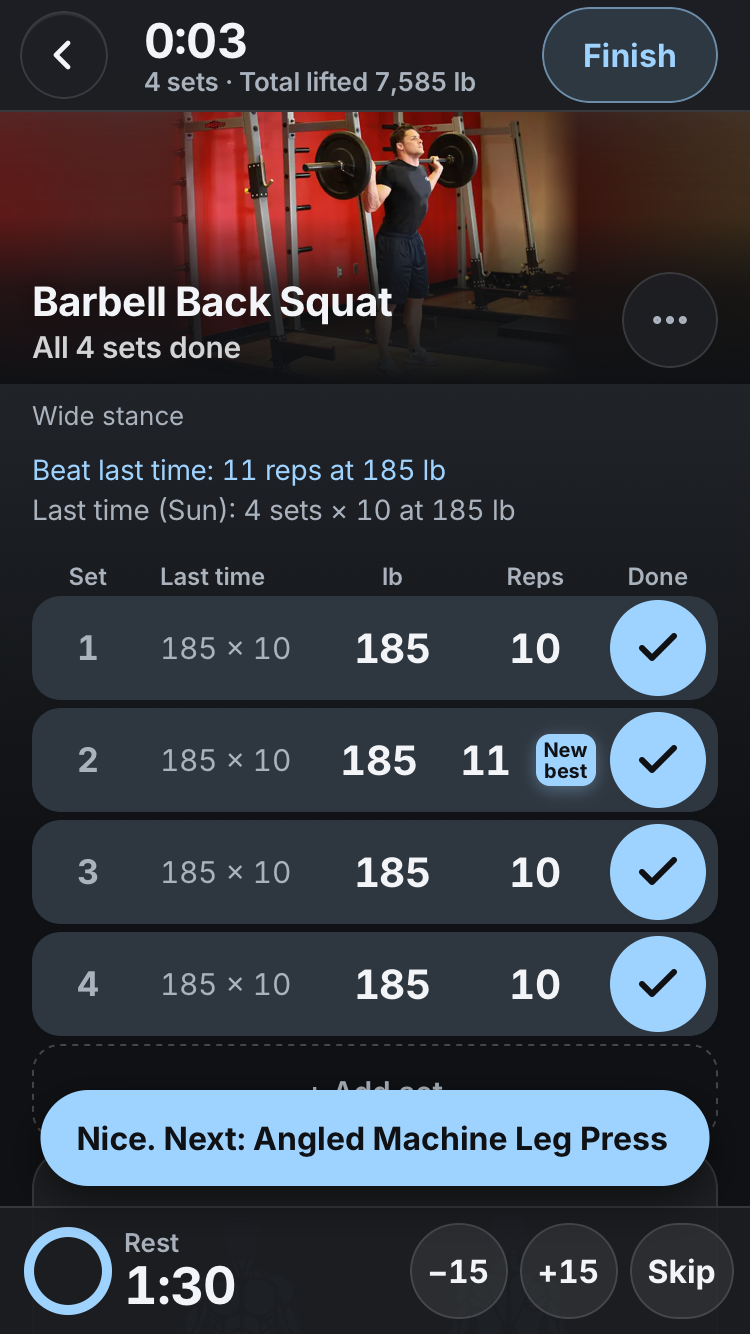 0:03
4 sets · Total lifted 7,585 lb
Finish
Barbell Back Squat
All 4 sets done
Wide stance
Beat last time: 11 reps at 185 lb
Last time (Sun): 4 sets × 10 at 185 lb
Set Last time lb Reps Done
1 185 × 10 185 10
2 185 × 10 185 11 New best
3 185 × 10 185 10
4 185 × 10 185 10
+ Add set
Nice. Next: Angled Machine Leg Press
Rest
1:30
−15 +15 Skip